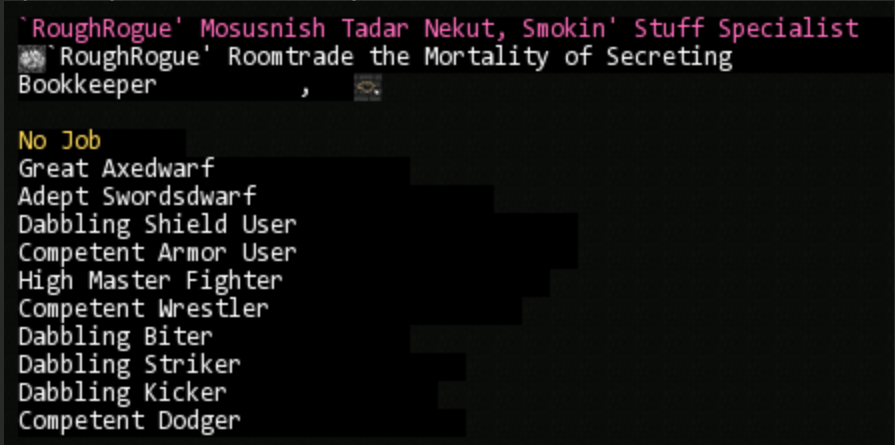 `RoughRogue' Mosusnish Tadar Nekut, Smokin' Stuff Specialist
`RoughRogue' Roomtrade the Mortality of Secreting
Bookkeeper , .
No Job
Great Axedwarf
Adept Swordsdwarf
Dabbling Shield User
Competent Armor User
High Master Fighter
Competent Wrestler
Dabbling Biter
Dabbling Striker
Dabbling Kicker
Competent Dodger